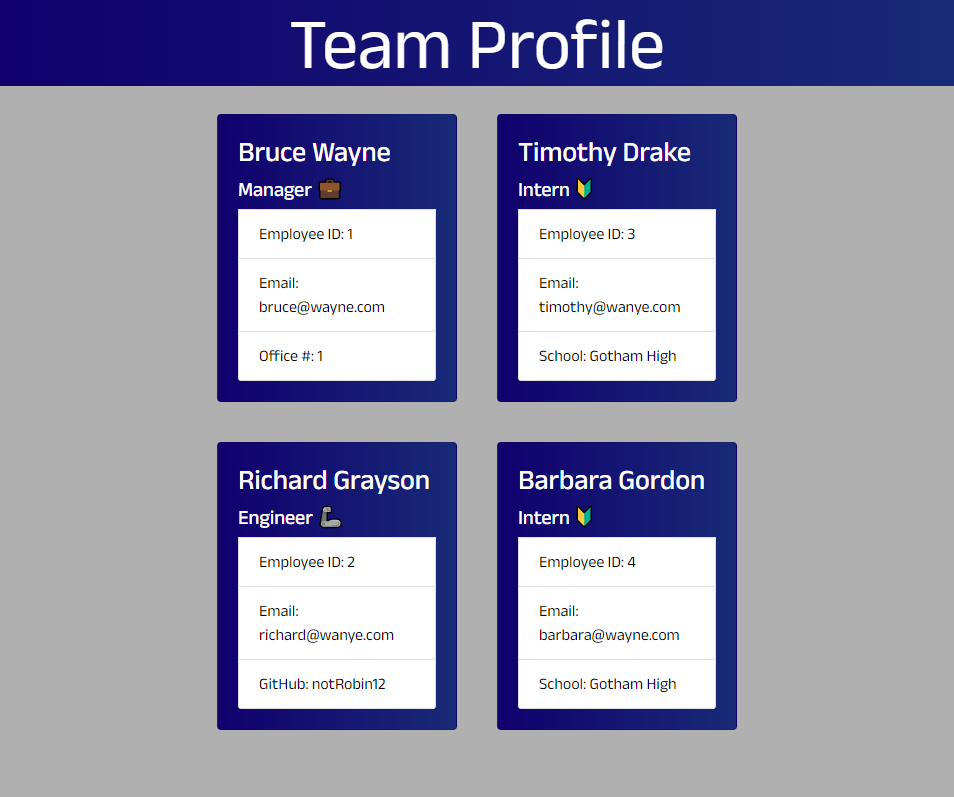 Team Profile
Bruce Wayne
Manager 💼
Employee ID: 1
Email:
bruce@wayne.com
Office #: 1
Timothy Drake
Intern 🔰
Employee ID: 3
Email:
timothy@wanye.com
School: Gotham High
Richard Grayson
Engineer 🦾
Employee ID: 2
Email:
richard@wanye.com
GitHub: notRobin12
Barbara Gordon
Intern 🔰
Employee ID: 4
Email:
barbara@wayne.com
School: Gotham High